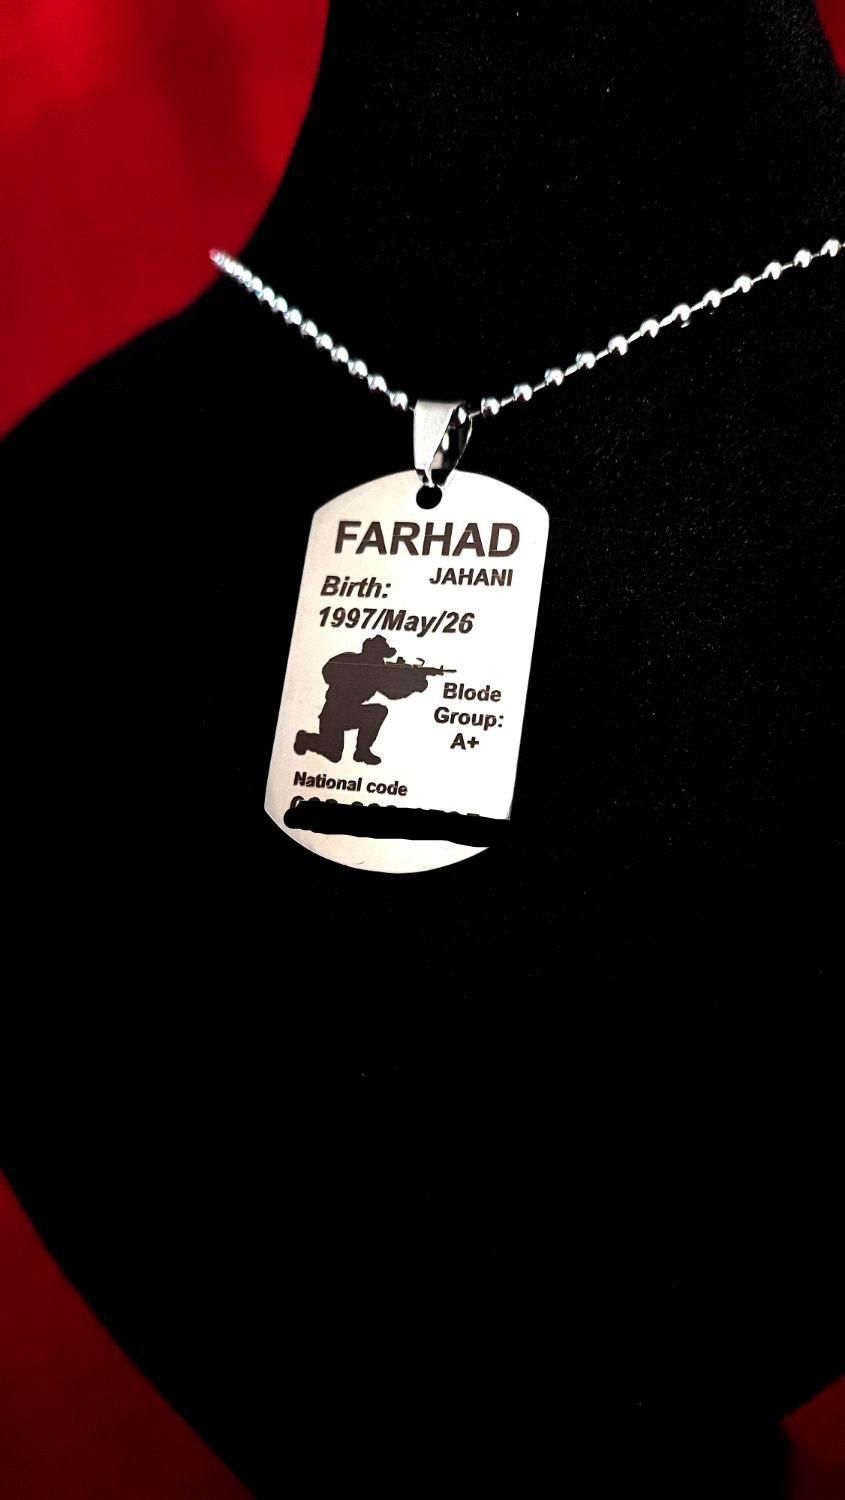 FARHAD
JAHANI
Birth:
1997/May/26
Blode
Group:
A+
National code